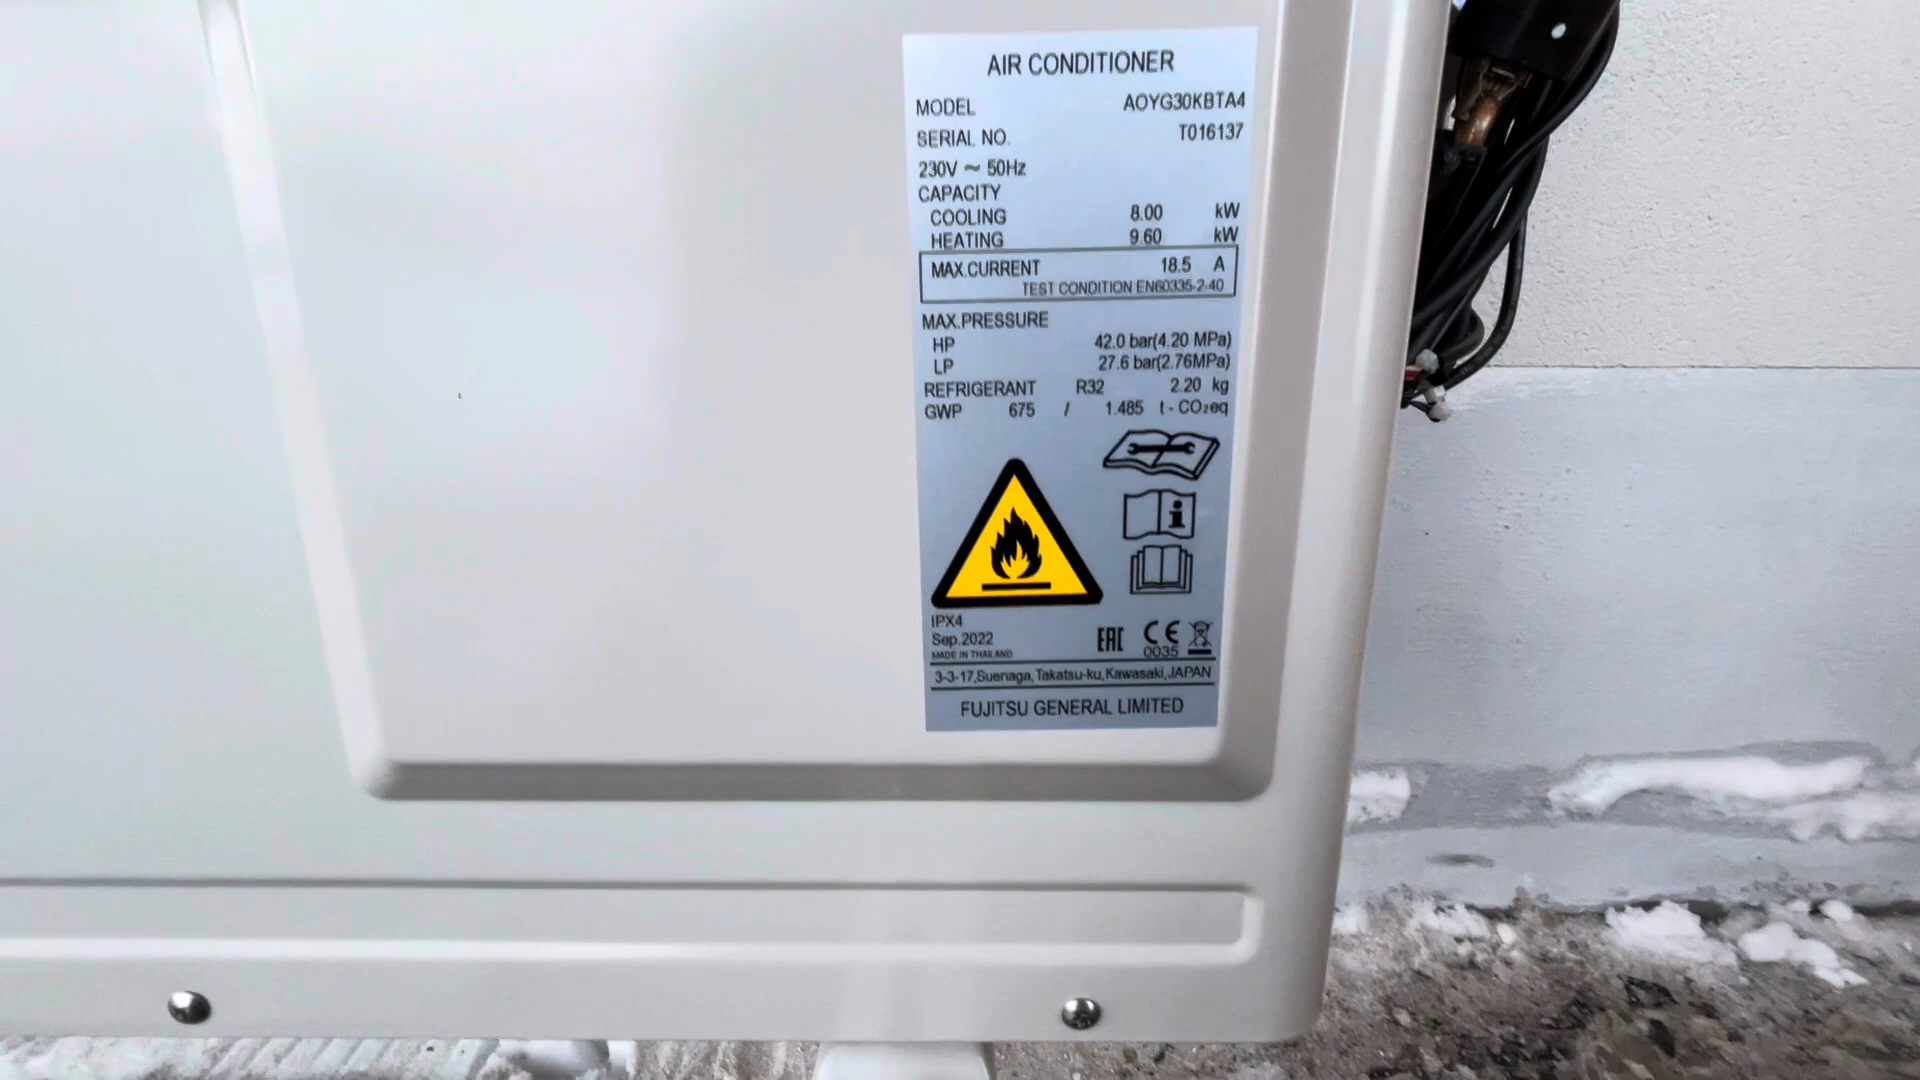 AIR CONDITIONER
MODEL AOYG30KBTA4
SERIAL NO. T016137
230V ~ 50Hz
CAPACITY
COOLING 8.00 kW
HEATING 9.60 kW
MAX.CURRENT 18.5 A
TEST CONDITION EN60335-2-40
MAX.PRESSURE
HP 42.0 bar(4.20 MPa)
LP 27.6 bar(2.76MPa)
REFRIGERANT R32 2.20 kg
GWP 675 / 1.485 t-CO₂eq
IPX4
Sep.2022
MADE IN THAILAND
EAC CE
0035
3-3-17,Suenaga,Takatsu-ku,Kawasaki,JAPAN
FUJITSU GENERAL LIMITED